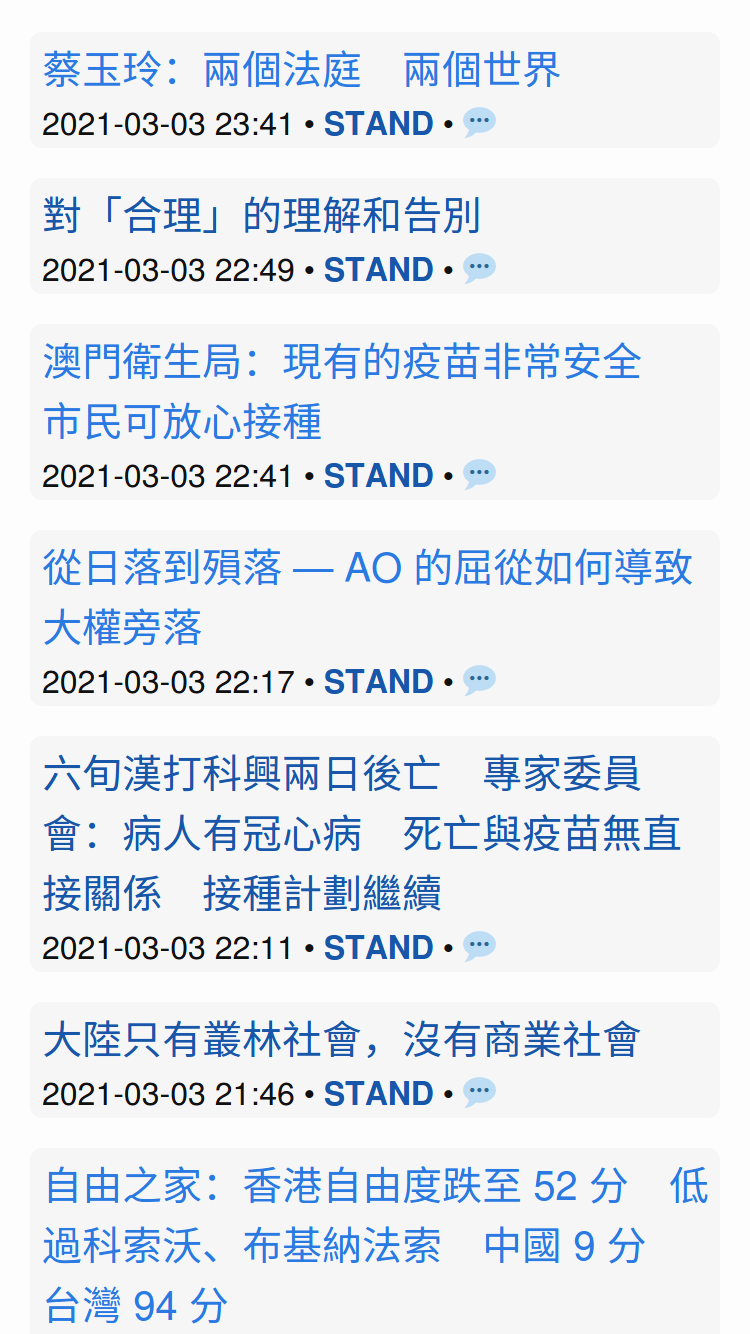 蔡玉玲：兩個法庭　兩個世界
2021-03-03 23:41 • STAND •
對「合理」的理解和告別
2021-03-03 22:49 • STAND •
澳門衛生局：現有的疫苗非常安全
市民可放心接種
2021-03-03 22:41 • STAND •
從日落到殞落 — AO 的屈從如何導致
大權旁落
2021-03-03 22:17 • STAND •
六旬漢打科興兩日後亡　專家委員
會：病人有冠心病　死亡與疫苗無直
接關係　接種計劃繼續
2021-03-03 22:11 • STAND •
大陸只有叢林社會，沒有商業社會
2021-03-03 21:46 • STAND •
自由之家：香港自由度跌至 52 分　低
過科索沃、布基納法索　中國 9 分
台灣 94 分